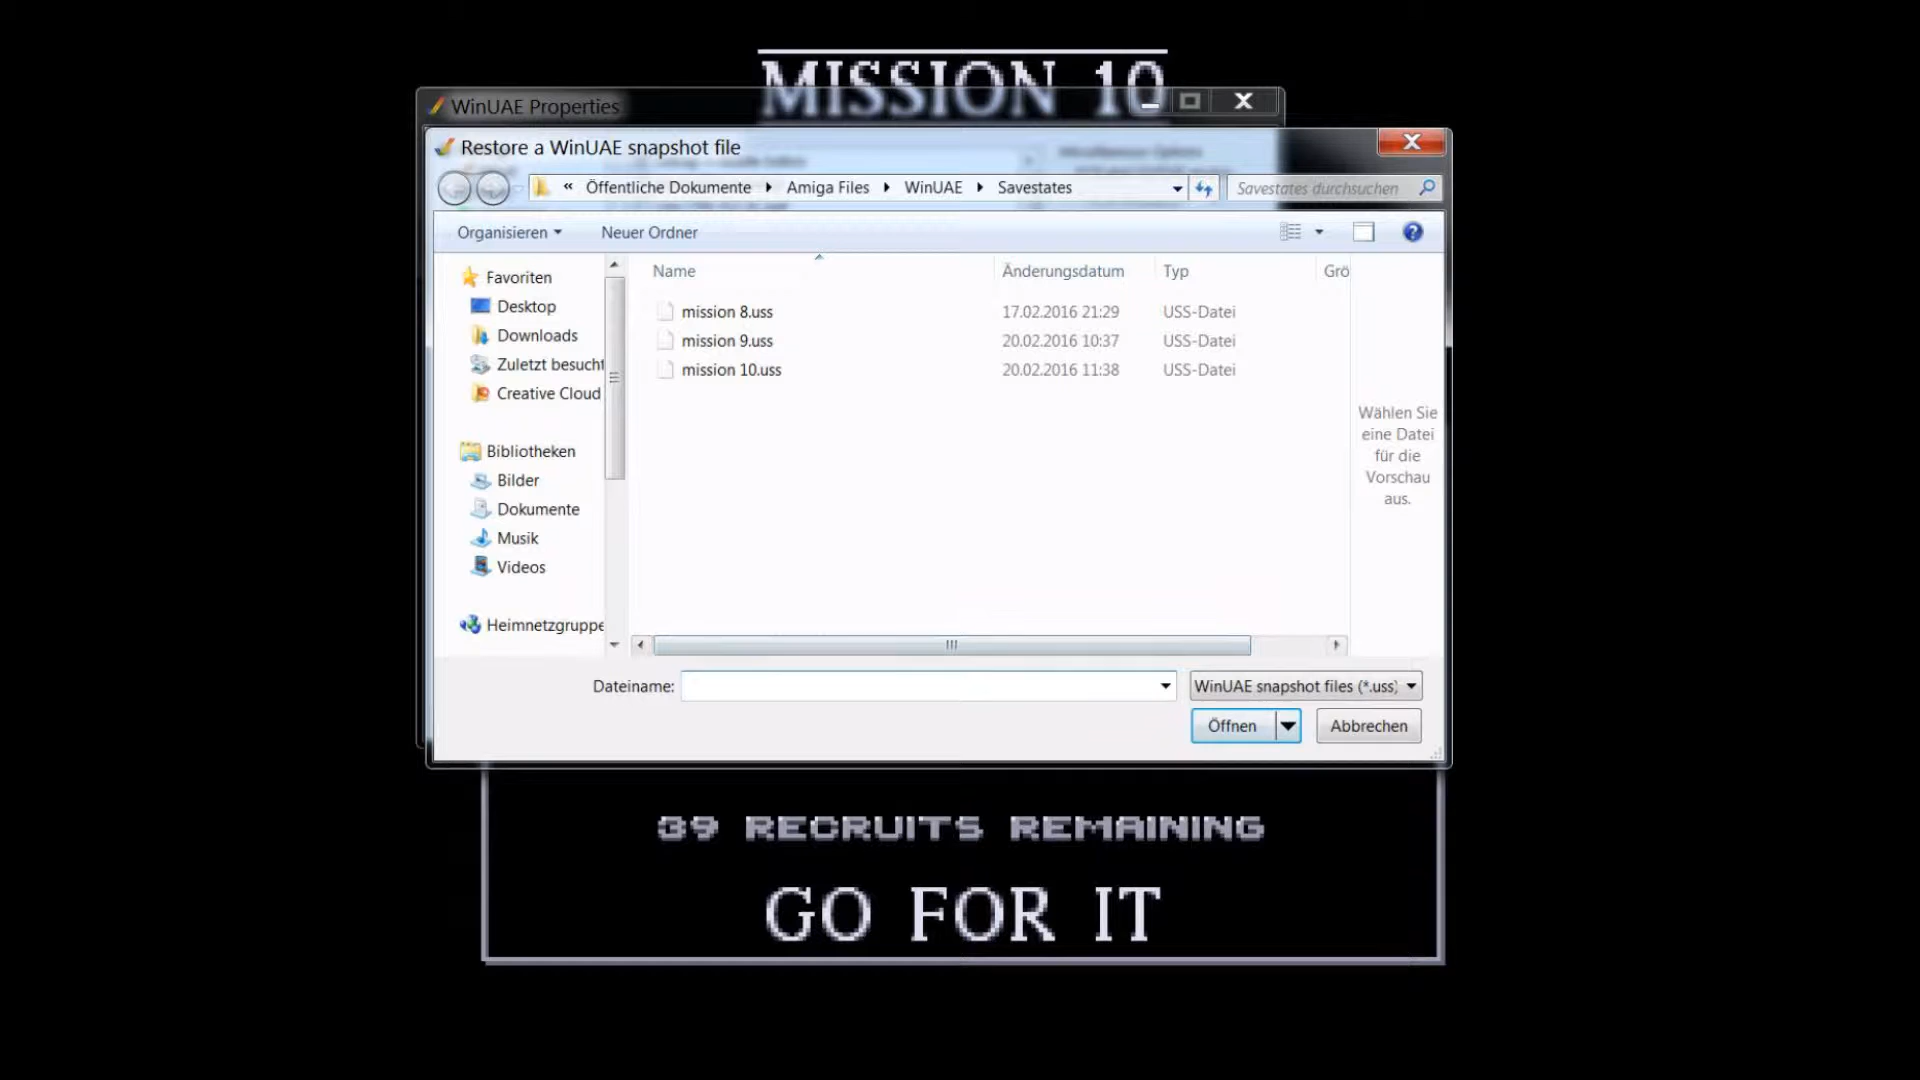 MISSION 10
WinUAE Properties
Restore a WinUAE snapshot file
« Öffentliche Dokumente Amiga Files WinUAE Savestates
Savestates durchsuchen
Organisieren Neuer Ordner
Name Änderungsdatum Typ Grö
Favoriten
Desktop
Downloads
Zuletzt besucht
Creative Cloud
Bibliotheken
Bilder
Dokumente
Musik
Videos
Heimnetzgruppe
mission 8.uss 17.02.2016 21:29 USS-Datei
mission 9.uss 20.02.2016 10:37 USS-Datei
mission 10.uss 20.02.2016 11:38 USS-Datei
Wählen Sie
eine Datei
für die
Vorschau
aus.
Dateiname:
WinUAE snapshot files (*.uss)
Öffnen Abbrechen
39 RECRUITS REMAINING
GO FOR IT